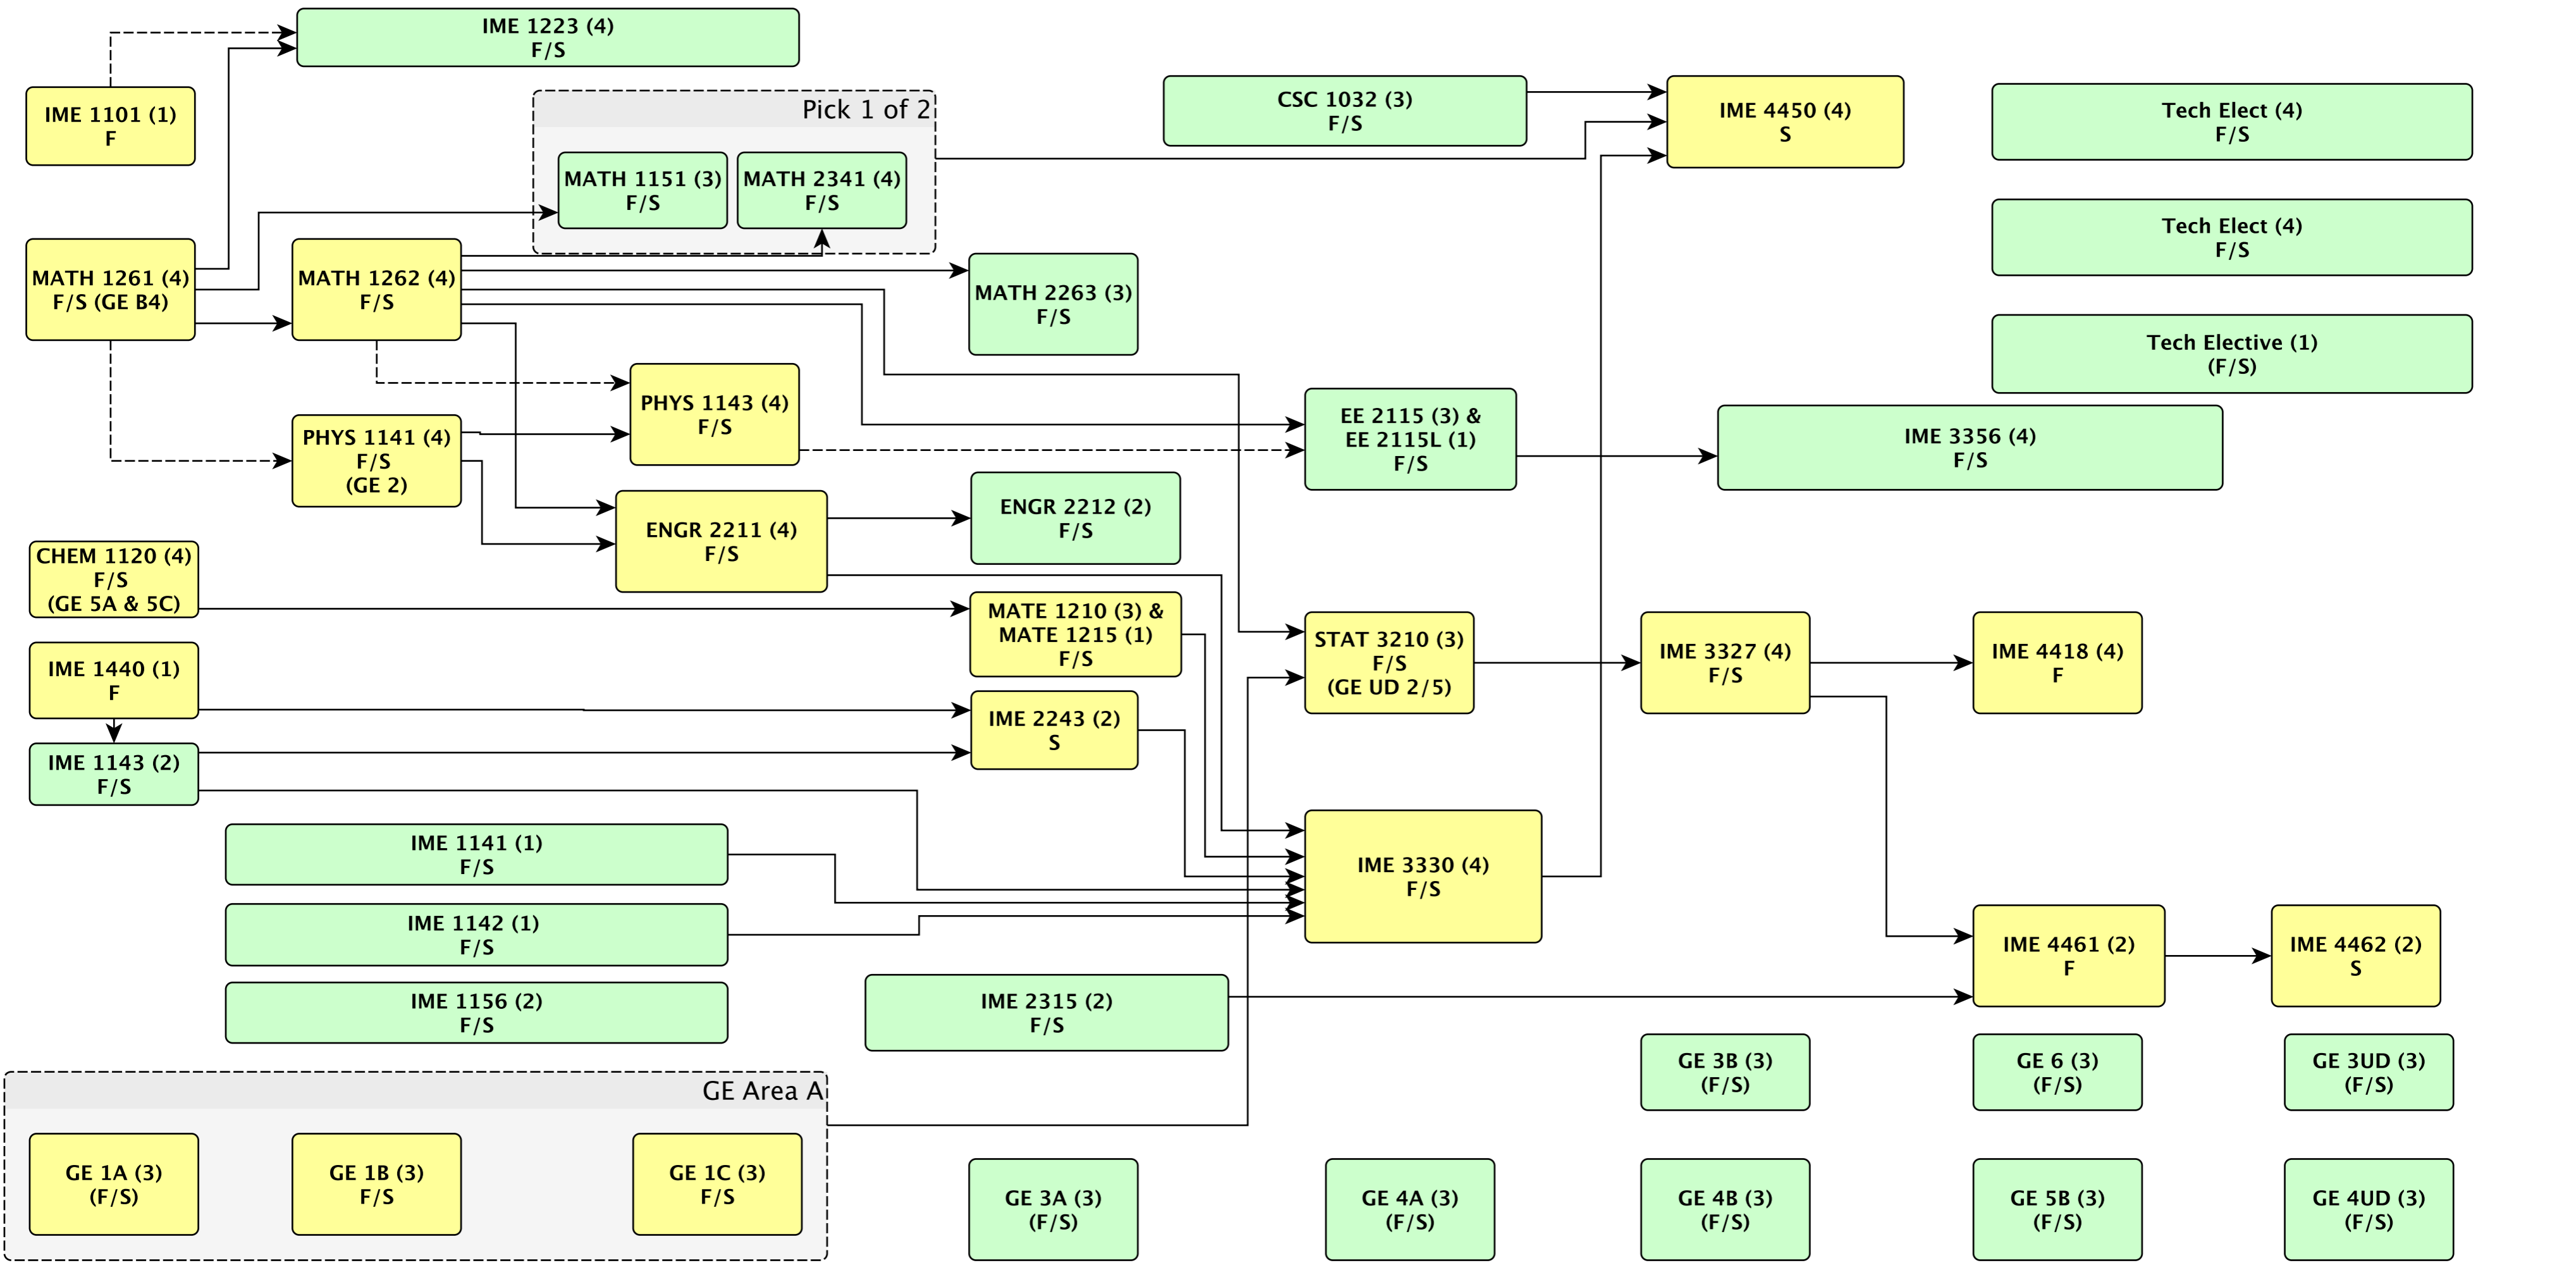 IME 1223 (4)
F/S
IME 1101 (1)
F
Pick 1 of 2
MATH 1151 (3)
F/S
MATH 2341 (4)
F/S
CSC 1032 (3)
F/S
IME 4450 (4)
S
Tech Elect (4)
F/S
Tech Elect (4)
F/S
Tech Elective (1)
(F/S)
MATH 1261 (4)
F/S (GE B4)
MATH 1262 (4)
F/S
MATH 2263 (3)
F/S
PHYS 1143 (4)
F/S
PHYS 1141 (4)
F/S
(GE 2)
EE 2115 (3) &
EE 2115L (1)
F/S
IME 3356 (4)
F/S
ENGR 2211 (4)
F/S
ENGR 2212 (2)
F/S
CHEM 1120 (4)
F/S
(GE 5A & 5C)
MATE 1210 (3) &
MATE 1215 (1)
F/S
IME 1440 (1)
F
STAT 3210 (3)
F/S
(GE UD 2/5)
IME 3327 (4)
F/S
IME 4418 (4)
F
IME 2243 (2)
S
IME 1143 (2)
F/S
IME 1141 (1)
F/S
IME 3330 (4)
F/S
IME 1142 (1)
F/S
IME 4461 (2)
F
IME 4462 (2)
S
IME 1156 (2)
F/S
IME 2315 (2)
F/S
GE 3B (3)
(F/S)
GE 6 (3)
(F/S)
GE 3UD (3)
(F/S)
GE Area A
GE 1A (3)
(F/S)
GE 1B (3)
F/S
GE 1C (3)
F/S
GE 3A (3)
(F/S)
GE 4A (3)
(F/S)
GE 4B (3)
(F/S)
GE 5B (3)
(F/S)
GE 4UD (3)
(F/S)